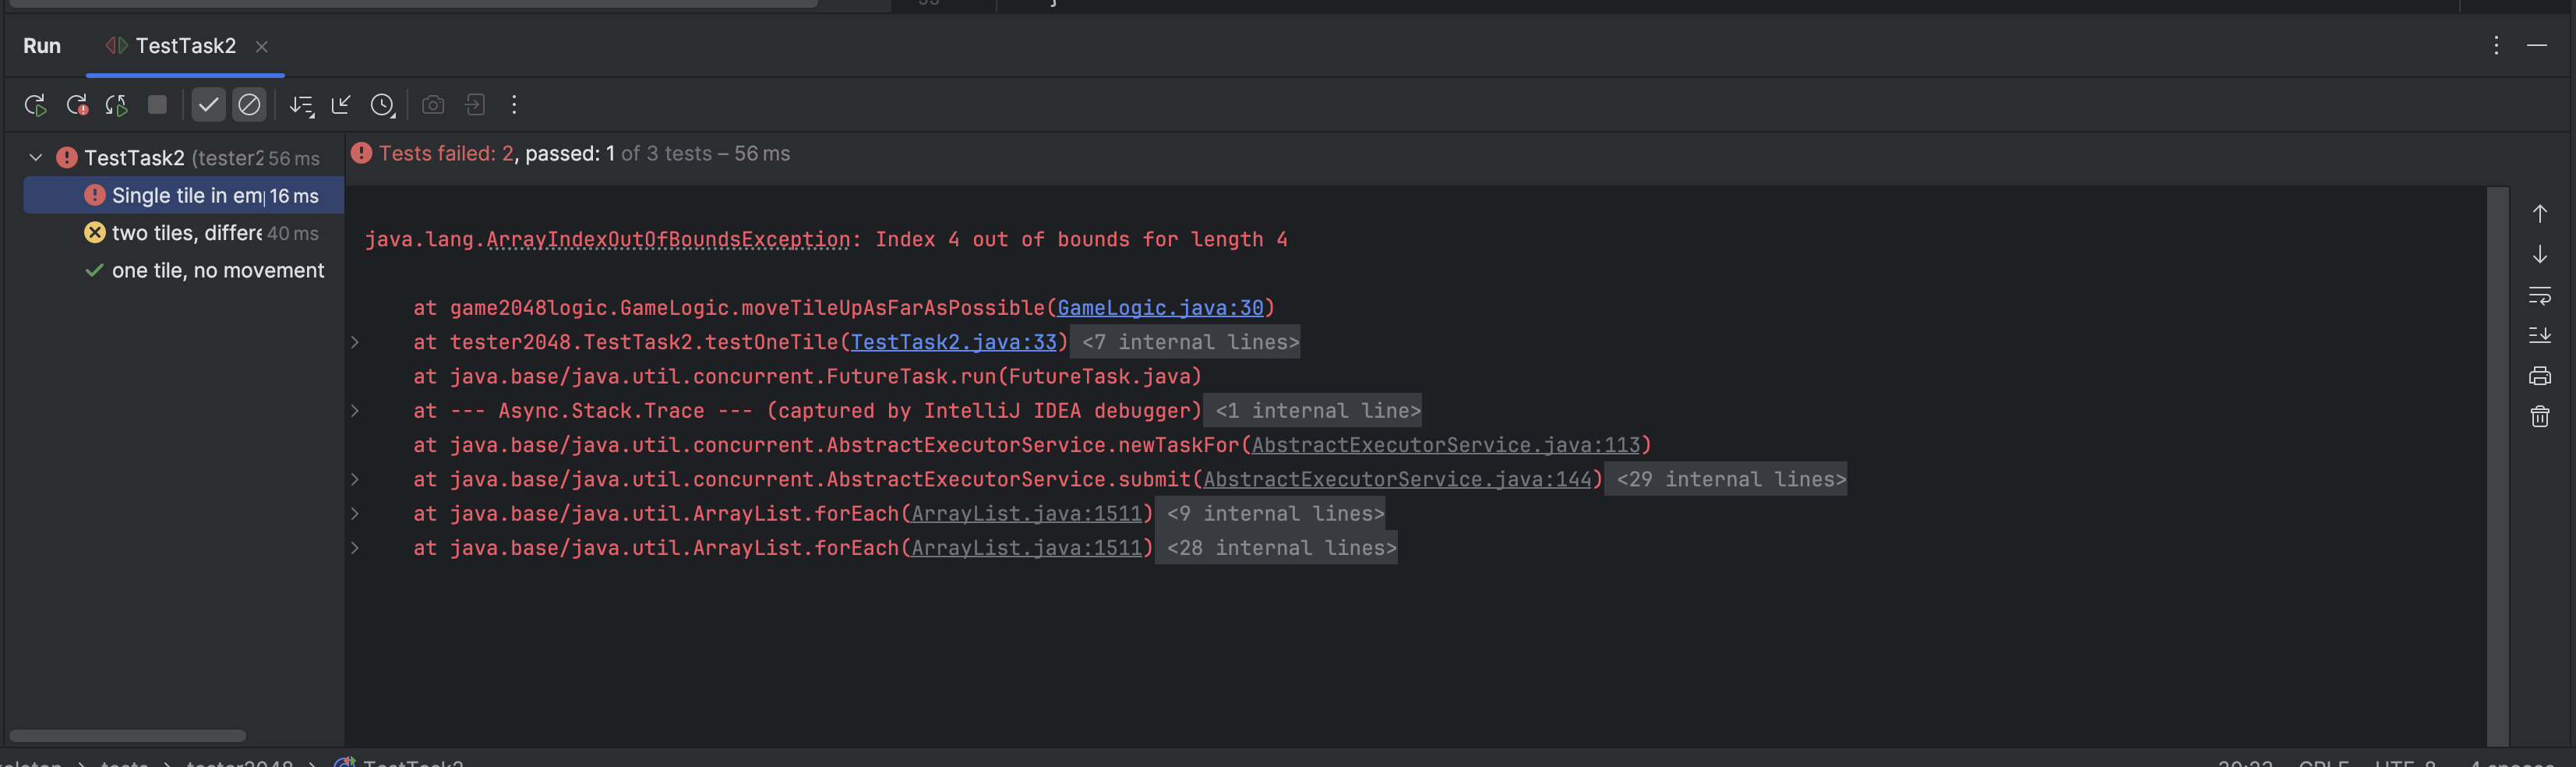 Run TestTask2
TestTask2 (tester2 56 ms
Tests failed: 2, passed: 1 of 3 tests – 56 ms
Single tile in emp 16 ms
two tiles, differe 40 ms
one tile, no movement
java.lang.ArrayIndexOutOfBoundsException: Index 4 out of bounds for length 4
at game2048logic.GameLogic.moveTileUpAsFarAsPossible(GameLogic.java:30)
at tester2048.TestTask2.testOneTile(TestTask2.java:33) <7 internal lines>
at java.base/java.util.concurrent.FutureTask.run(FutureTask.java)
at --- Async.Stack.Trace --- (captured by IntelliJ IDEA debugger) <1 internal line>
at java.base/java.util.concurrent.AbstractExecutorService.newTaskFor(AbstractExecutorService.java:113)
at java.base/java.util.concurrent.AbstractExecutorService.submit(AbstractExecutorService.java:144) <29 internal lines>
at java.base/java.util.ArrayList.forEach(ArrayList.java:1511) <9 internal lines>
at java.base/java.util.ArrayList.forEach(ArrayList.java:1511) <28 internal lines>
tests tester2048 TestTask2 CRLF UTF-8 4 spaces